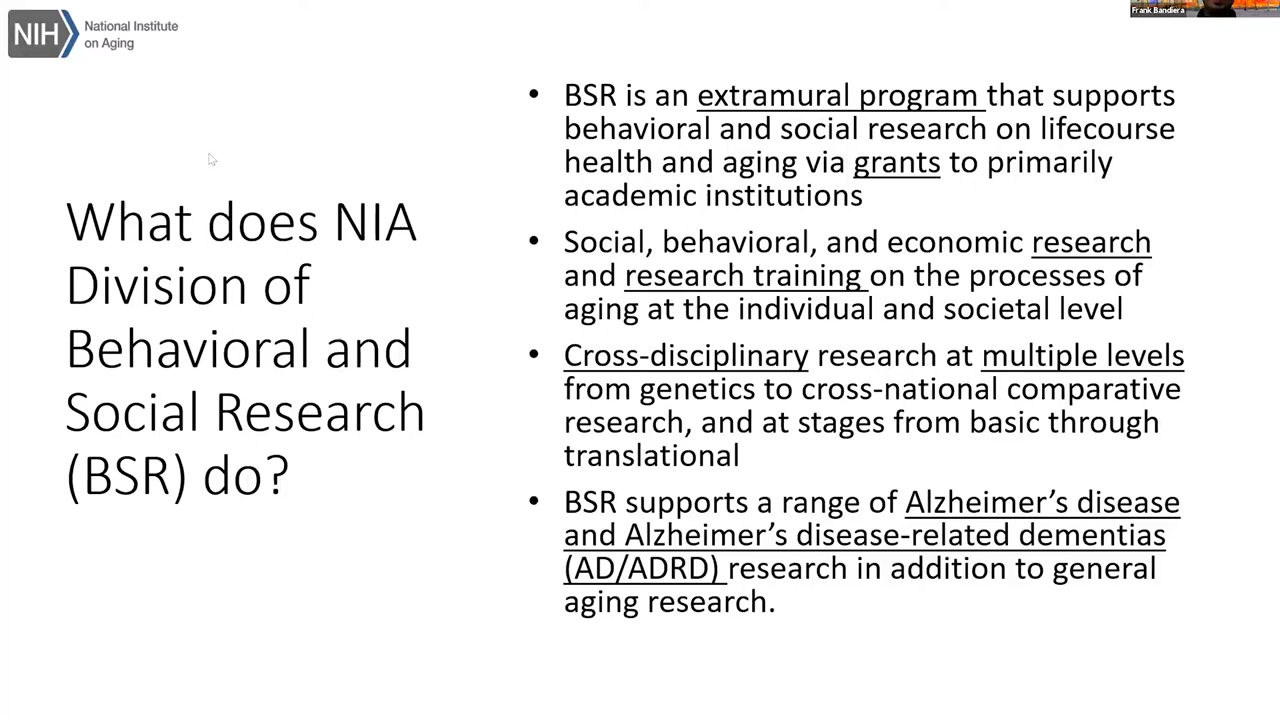 Frank Bandiera
NIH National Institute
on Aging
What does NIA
Division of
Behavioral and
Social Research
(BSR) do?
• BSR is an extramural program that supports
behavioral and social research on lifecourse
health and aging via grants to primarily
academic institutions
• Social, behavioral, and economic research
and research training on the processes of
aging at the individual and societal level
• Cross-disciplinary research at multiple levels
from genetics to cross-national comparative
research, and at stages from basic through
translational
• BSR supports a range of Alzheimer’s disease
and Alzheimer’s disease-related dementias
(AD/ADRD) research in addition to general
aging research.